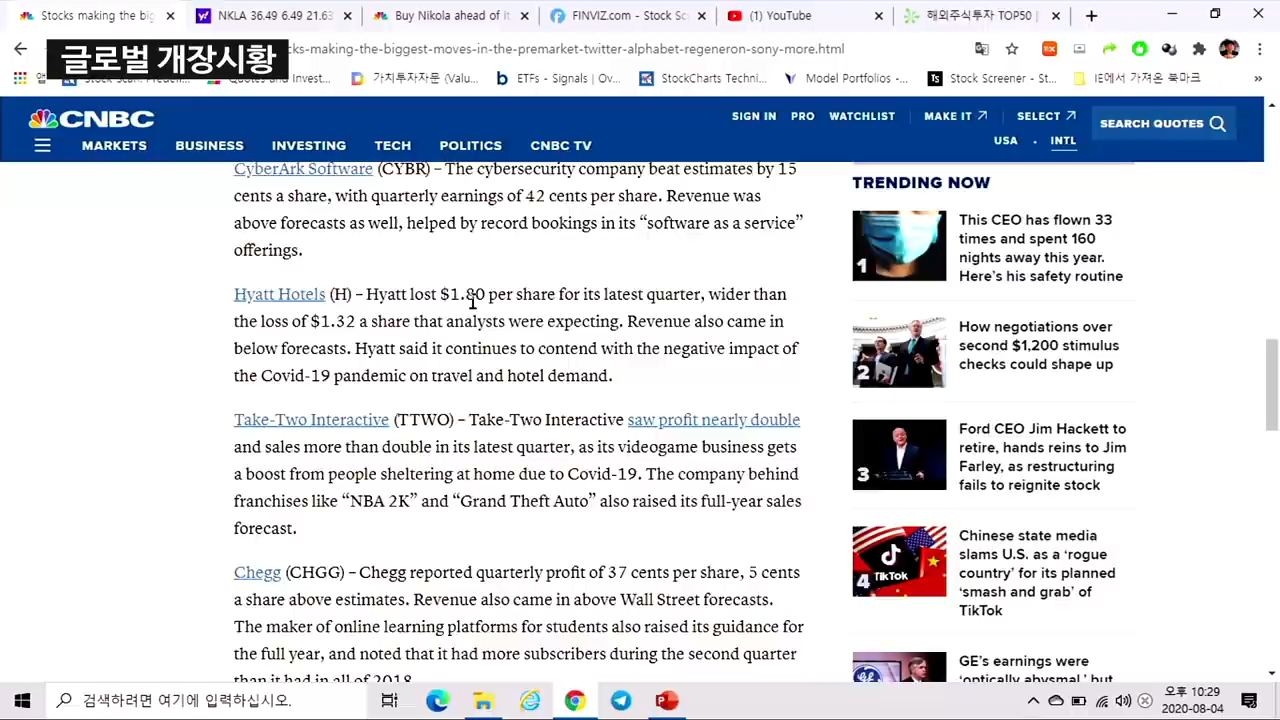 Stocks making the big
NKLA 36.49 6.49 21.63
Buy Nikola ahead of it
FINVIZ.com - Stock Sc
(1) YouTube
해외주식투자 TOP50
글로벌 개장시황
cks-making-the-biggest-moves-in-the-premarket-twitter-alphabet-regeneron-sony-more.html
가치투자자문 (Valu...
ETFs - Signals | Ov...
StockCharts Techni...
Model Portfolios -...
Stock Screener - St...
IE에서 가져온 북마크
CNBC
SIGN IN PRO WATCHLIST MAKE IT SELECT
USA INTL
SEARCH QUOTES
MARKETS BUSINESS INVESTING TECH POLITICS CNBC TV
CyberArk Software (CYBR) – The cybersecurity company beat estimates by 15
cents a share, with quarterly earnings of 42 cents per share. Revenue was
above forecasts as well, helped by record bookings in its “software as a service”
offerings.
Hyatt Hotels (H) – Hyatt lost $1.80 per share for its latest quarter, wider than
the loss of $1.32 a share that analysts were expecting. Revenue also came in
below forecasts. Hyatt said it continues to contend with the negative impact of
the Covid-19 pandemic on travel and hotel demand.
Take-Two Interactive (TTWO) – Take-Two Interactive saw profit nearly double
and sales more than double in its latest quarter, as its videogame business gets
a boost from people sheltering at home due to Covid-19. The company behind
franchises like “NBA 2K” and “Grand Theft Auto” also raised its full-year sales
forecast.
Chegg (CHGG) – Chegg reported quarterly profit of 37 cents per share, 5 cents
a share above estimates. Revenue also came in above Wall Street forecasts.
The maker of online learning platforms for students also raised its guidance for
the full year, and noted that it had more subscribers during the second quarter
than it had in all of 2018.
TRENDING NOW
1
This CEO has flown 33
times and spent 160
nights away this year.
Here’s his safety routine
2
How negotiations over
second $1,200 stimulus
checks could shape up
3
Ford CEO Jim Hackett to
retire, hands reins to Jim
Farley, as restructuring
fails to reignite stock
4
TikTok
Chinese state media
slams U.S. as a ‘rogue
country’ for its planned
‘smash and grab’ of
TikTok
GE’s earnings were
‘optically abysmal,’ but
검색하려면 여기에 입력하십시오.
오후 10:29
2020-08-04